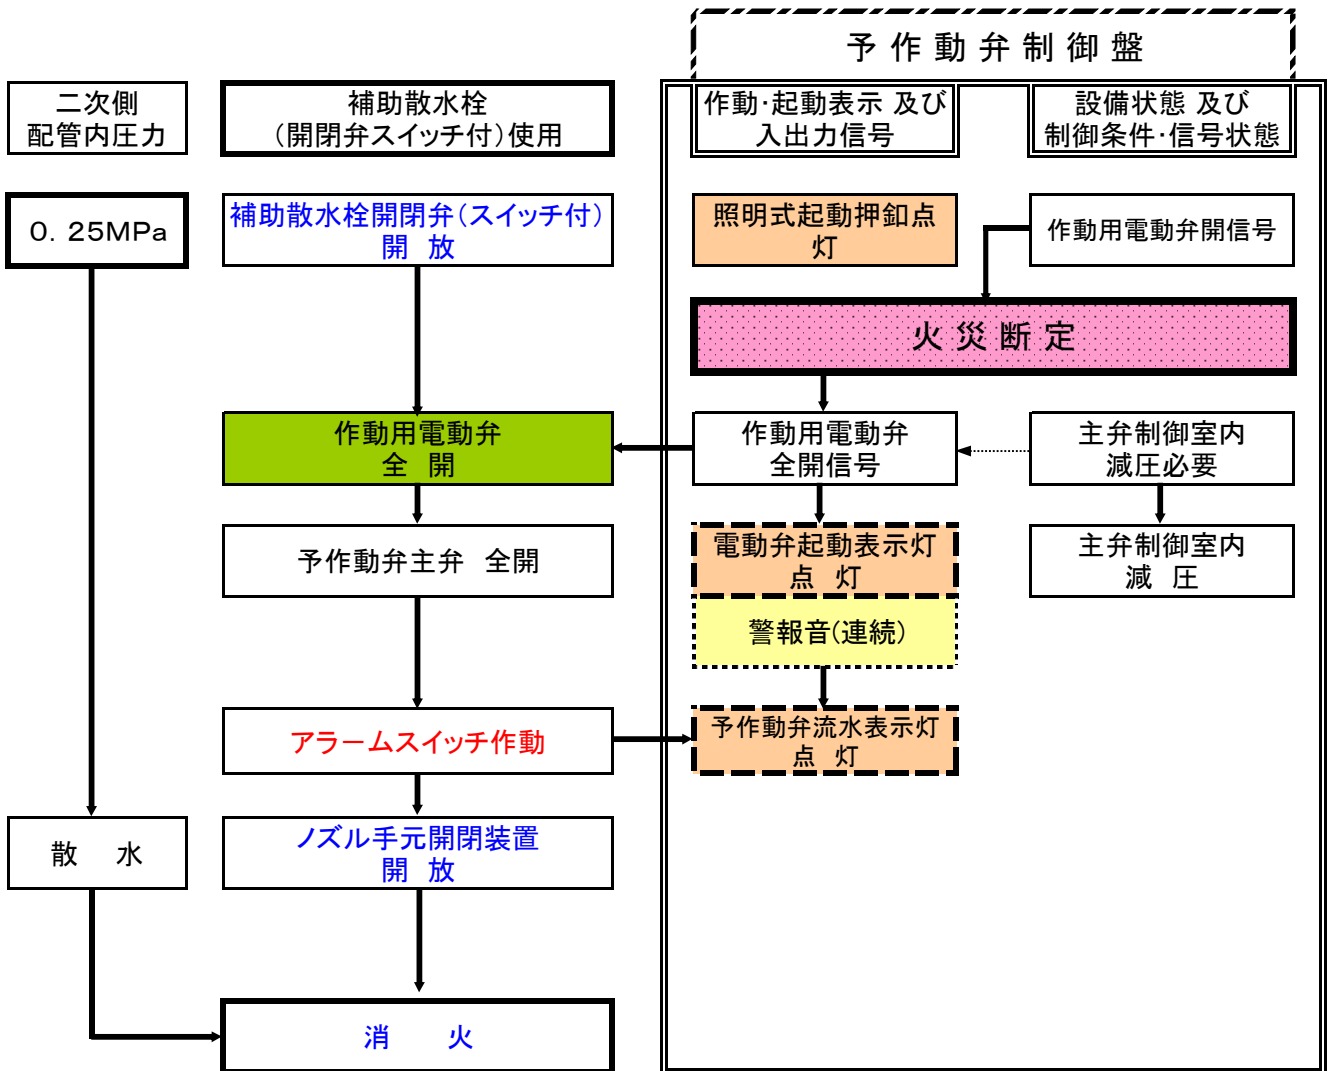 予作動弁制御盤
二次側
配管内圧力
補助散水栓
(開閉弁スイッチ付)使用
作動･起動表示 及び
入出力信号
設備状態 及び
制御条件･信号状態
0．25MPa
補助散水栓開閉弁(スイッチ付)
開 放
照明式起動押釦点
灯
作動用電動弁開信号
火災断定
作動用電動弁
全 開
作動用電動弁
全開信号
主弁制御室内
減圧必要
予作動弁主弁 全開
電動弁起動表示灯
点 灯
主弁制御室内
減 圧
警報音(連続)
アラームスイッチ作動
予作動弁流水表示灯
点 灯
散 水
ノズル手元開閉装置
開 放
消 火